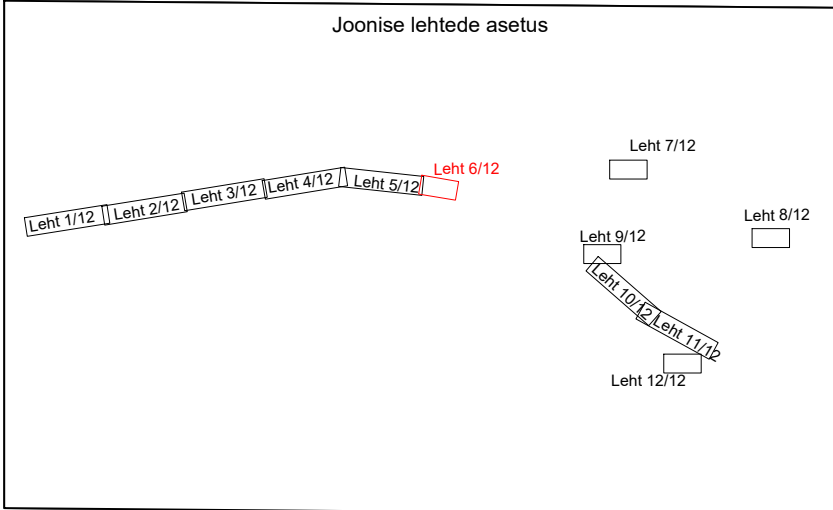 Joonise lehtede asetus
Leht 1/12
Leht 2/12
Leht 3/12
Leht 4/12
Leht 5/12
Leht 6/12
Leht 7/12
Leht 8/12
Leht 9/12
Leht 10/12
Leht 11/12
Leht 12/12